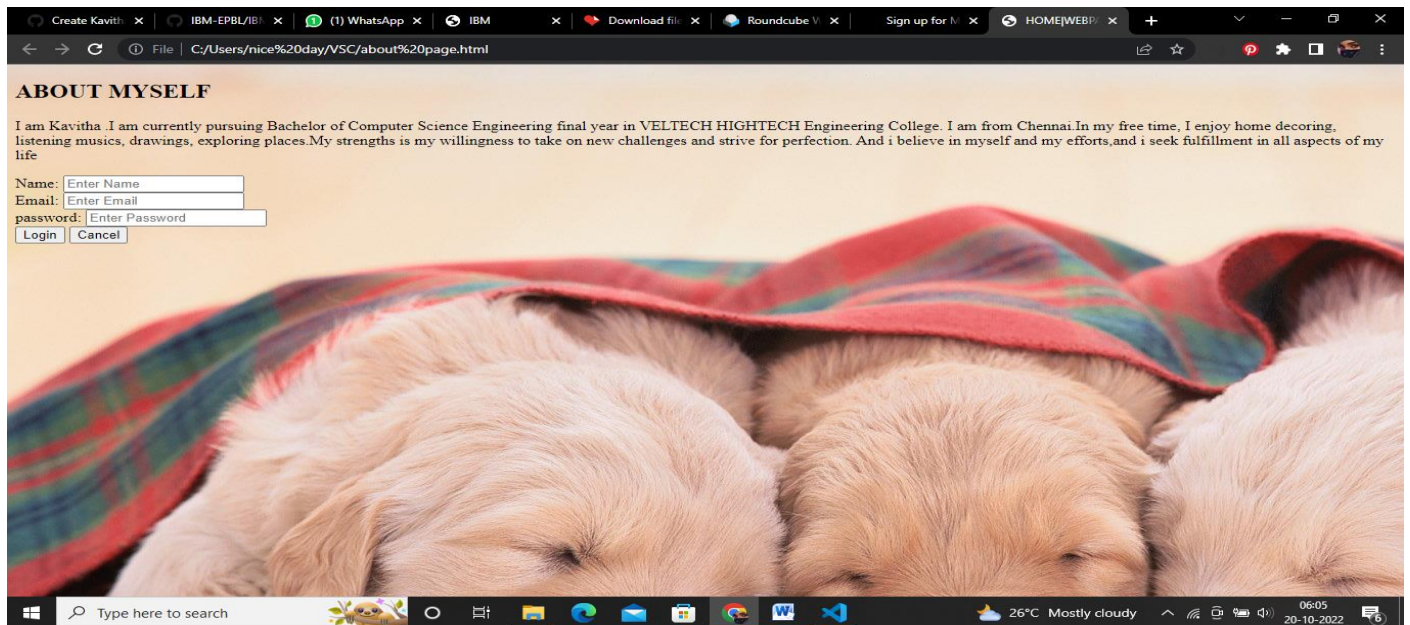 Create Kavith
IBM-EPBL/IBM
(1) WhatsApp
IBM
Download file
Roundcube W
Sign up for M
HOME|WEBPA
File
C:/Users/nice%20day/VSC/about%20page.html
ABOUT MYSELF
I am Kavitha .I am currently pursuing Bachelor of Computer Science Engineering final year in VELTECH HIGHTECH Engineering College. I am from Chennai.In my free time, I enjoy home decoring,
listening musics, drawings, exploring places.My strengths is my willingness to take on new challenges and strive for perfection. And i believe in myself and my efforts,and i seek fulfillment in all aspects of my
life
Name: Enter Name
Email: Enter Email
password: Enter Password
Login Cancel
Type here to search
26°C Mostly cloudy
06:05
20-10-2022
6